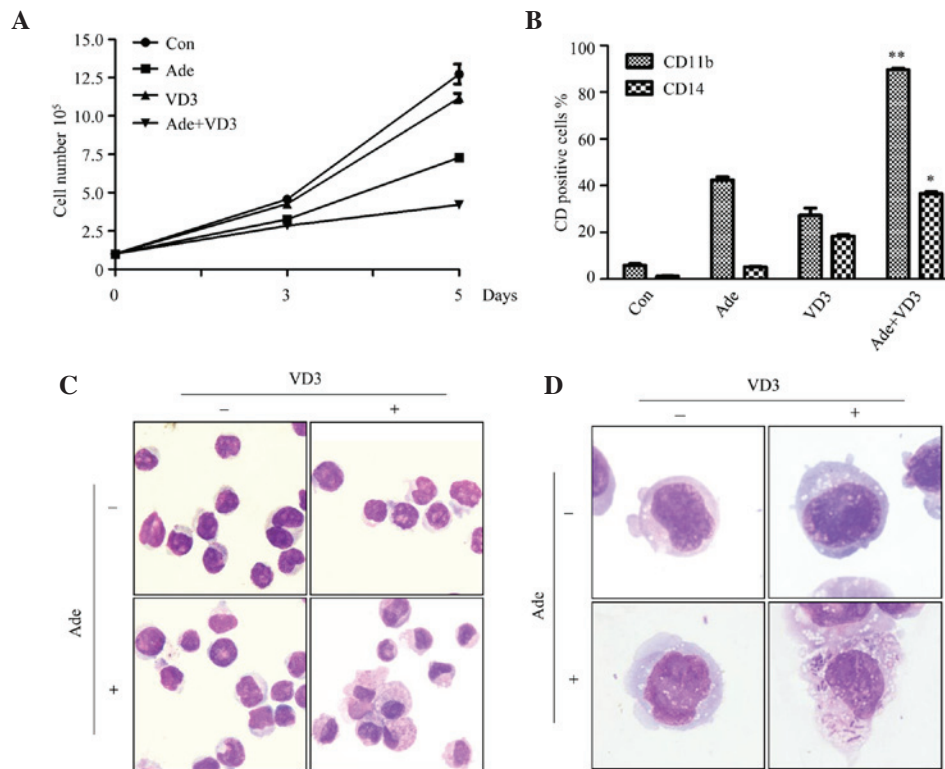 A
15.0
12.5
10.0
7.5
5.0
2.5
0
Cell number 10⁵
Con
Ade
VD3
Ade+VD3
0
3
5
Days
B
100
80
60
40
20
0
CD positive cells %
CD11b
CD14
**
*
Con
Ade
VD3
Ade+VD3
C
VD3
−
+
Ade
−
+
D
VD3
−
+
Ade
−
+